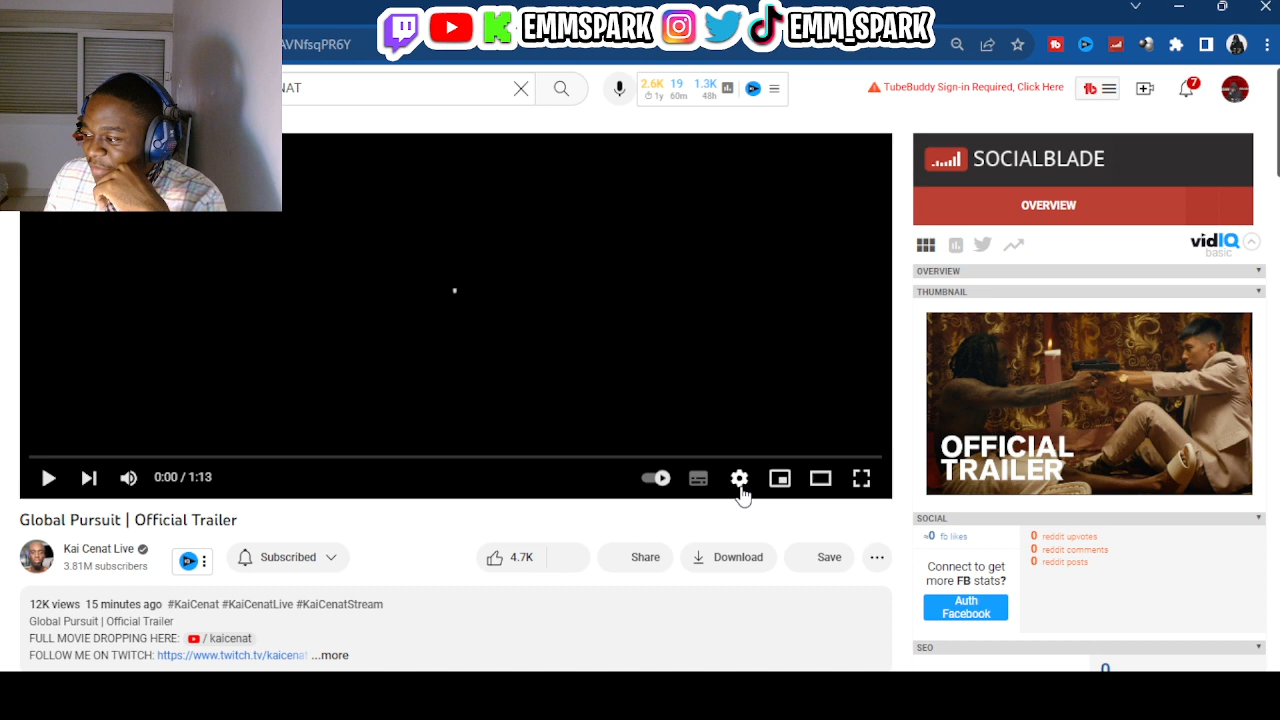 EMMSPARK
EMM_SPARK
AVNfsqPR6Y
NAT
2.6K 19 1.3K
1y 60m 48h
TubeBuddy Sign-in Required, Click Here
tb
7
SOCIALBLADE
OVERVIEW
vidIQ
basic
OVERVIEW
THUMBNAIL
OFFICIAL
TRAILER
0:00 / 1:13
Global Pursuit | Official Trailer
Kai Cenat Live
3.81M subscribers
Subscribed
4.7K
Share
Download
Save
12K views 15 minutes ago #KaiCenat #KaiCenatLive #KaiCenatStream
Global Pursuit | Official Trailer
FULL MOVIE DROPPING HERE: / kaicenat
FOLLOW ME ON TWITCH: https://www.twitch.tv/kaicenat ...more
SOCIAL
≈0 fb likes
Connect to get
more FB stats?
Auth
Facebook
0 reddit upvotes
0 reddit comments
0 reddit posts
SEO
0